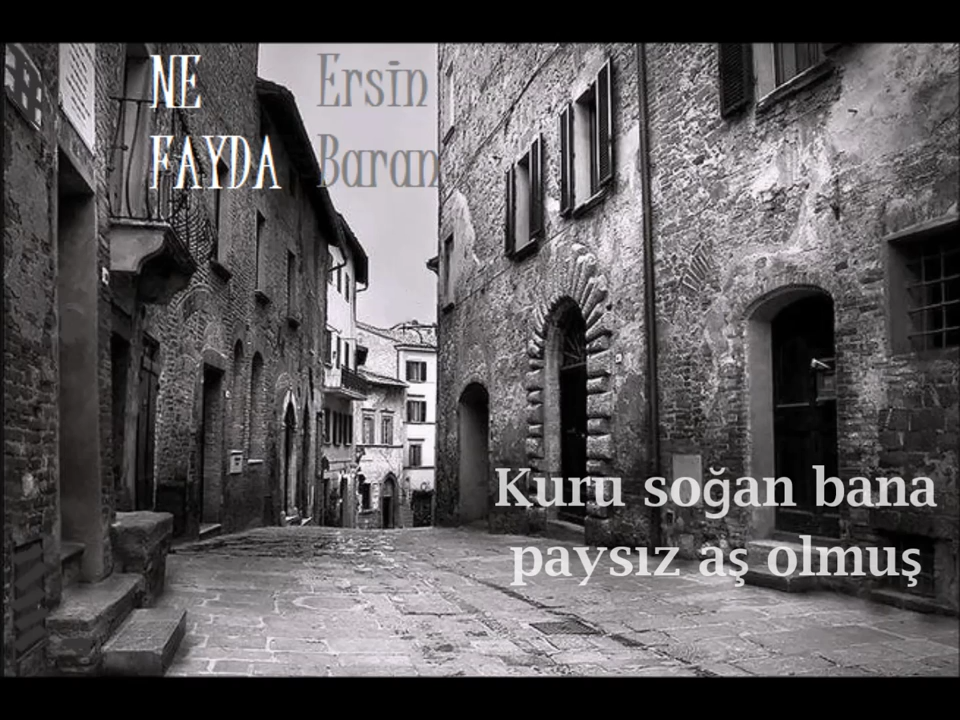 NE
FAYDA
Ersin
Baran
Kuru soğan bana
paysız aş olmuş